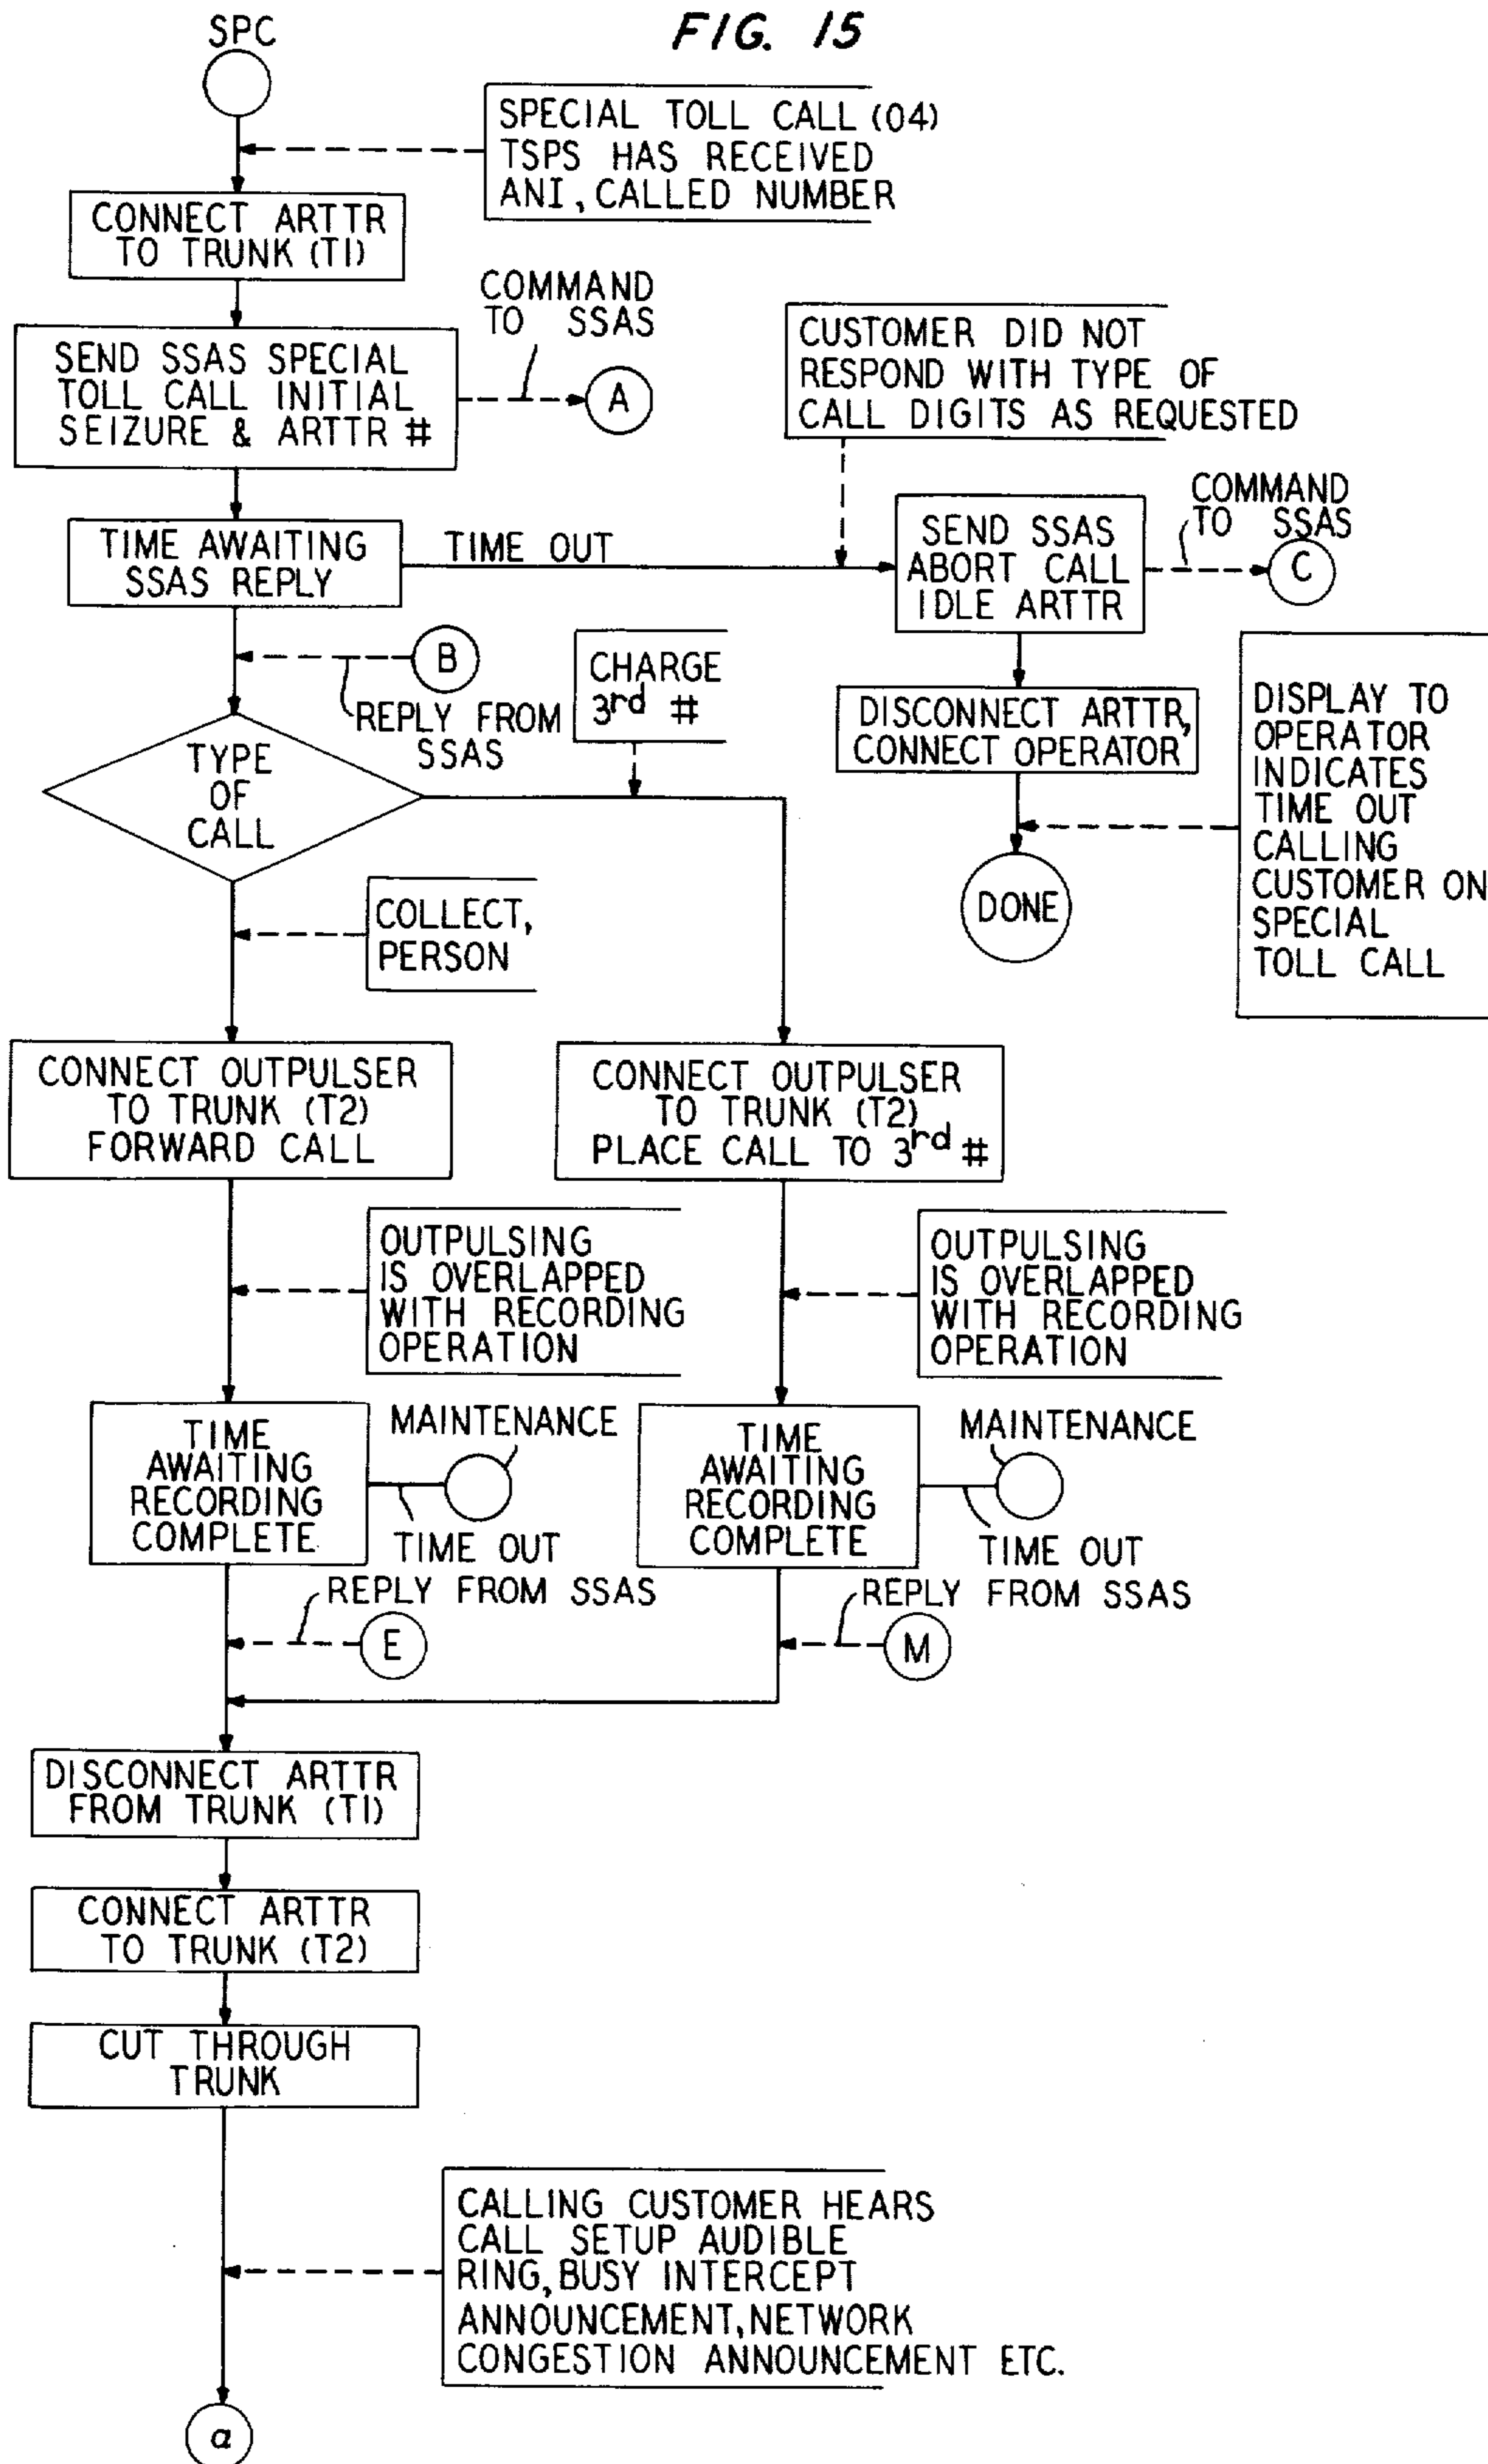 FIG. 15
SPC
SPECIAL TOLL CALL (04)
TSPS HAS RECEIVED
ANI, CALLED NUMBER
CONNECT ARTTR
TO TRUNK (T1)
COMMAND
TO SSAS
SEND SSAS SPECIAL
TOLL CALL INITIAL
SEIZURE & ARTTR #
A
CUSTOMER DID NOT
RESPOND WITH TYPE OF
CALL DIGITS AS REQUESTED
TIME AWAITING
SSAS REPLY
TIME OUT
SEND SSAS
ABORT CALL
IDLE ARTTR
COMMAND
TO SSAS
C
B
REPLY FROM
SSAS
CHARGE
3rd #
DISCONNECT ARTTR,
CONNECT OPERATOR
DISPLAY TO
OPERATOR
INDICATES
TIME OUT
CALLING
CUSTOMER ON
SPECIAL
TOLL CALL
TYPE
OF
CALL
DONE
COLLECT,
PERSON
CONNECT OUTPULSER
TO TRUNK (T2)
FORWARD CALL
CONNECT OUTPULSER
TO TRUNK (T2)
PLACE CALL TO 3rd #
OUTPULSING
IS OVERLAPPED
WITH RECORDING
OPERATION
OUTPULSING
IS OVERLAPPED
WITH RECORDING
OPERATION
TIME
AWAITING
RECORDING
COMPLETE
MAINTENANCE
TIME OUT
TIME
AWAITING
RECORDING
COMPLETE
MAINTENANCE
TIME OUT
REPLY FROM SSAS
E
REPLY FROM SSAS
M
DISCONNECT ARTTR
FROM TRUNK (T1)
CONNECT ARTTR
TO TRUNK (T2)
CUT THROUGH
TRUNK
CALLING CUSTOMER HEARS
CALL SETUP AUDIBLE
RING, BUSY INTERCEPT
ANNOUNCEMENT, NETWORK
CONGESTION ANNOUNCEMENT ETC.
a